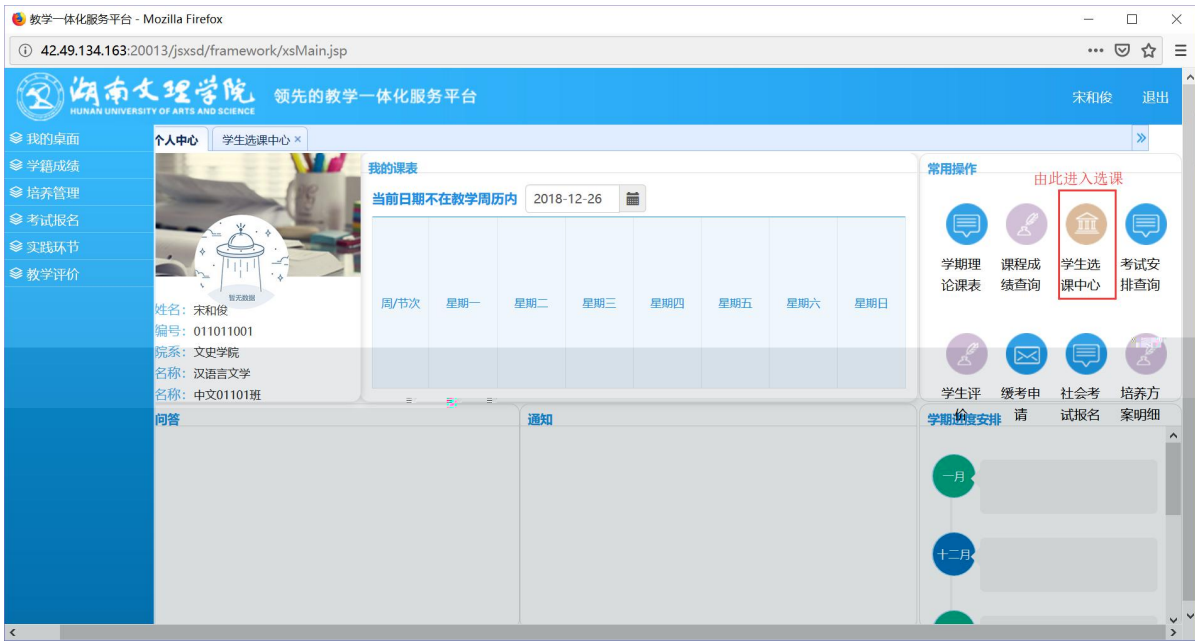 教学一体化服务平台 - Mozilla Firefox
42.49.134.163:20013/jsxsd/framework/xsMain.jsp
湖南文理学院
HUNAN UNIVERSITY OF ARTS AND SCIENCE
领先的教学一体化服务平台
宋和俊 退出
我的桌面
学籍成绩
培养管理
考试报名
实践环节
教学评价
个人中心 学生选课中心 ×
暂无数据
姓名：宋和俊
编号：011011001
院系：文史学院
名称：汉语言文学
名称：中文01101班
我的课表
当前日期不在教学周历内 2018-12-26
周/节次 星期一 星期二 星期三 星期四 星期五 星期六 星期日
常用操作
由此进入选课
学期理论课表
课程成绩查询
学生选课中心
考试安排查询
学生评价
缓考申请
社会考试报名
培养方案明细
问答
通知
学期进度安排
一月
十二月